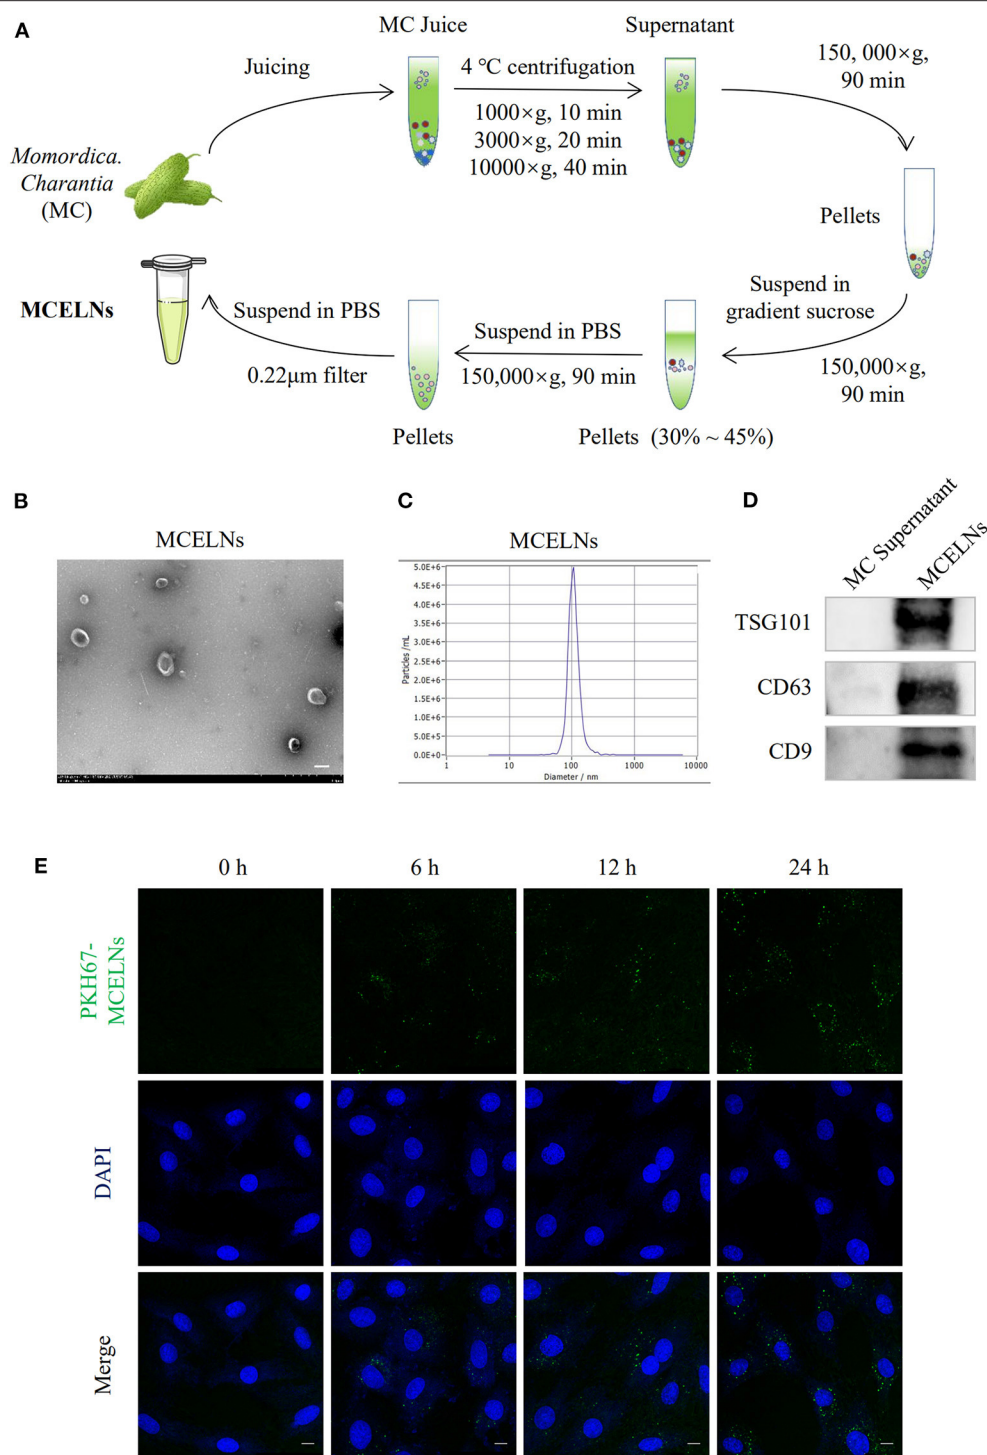 A
MC Juice
Supernatant
Juicing
4 °C centrifugation
1000×g, 10 min
3000×g, 20 min
10000×g, 40 min
150, 000×g,
90 min
Momordica.
Charantia
(MC)
Pellets
Suspend in
gradient sucrose
150,000×g,
90 min
MCELNs
Suspend in PBS
0.22μm filter
Suspend in PBS
150,000×g, 90 min
Pellets
Pellets (30% ~ 45%)
B
MCELNs
C
MCELNs
Particles /mL
5.0E+6
4.5E+6
4.0E+6
3.5E+6
3.0E+6
2.5E+6
2.0E+6
1.5E+6
1.0E+6
5.0E+5
0.0E+0
1 10 100 1000 10000
Diameter / nm
D
MC Supernatant
MCELNs
TSG101
CD63
CD9
E
0 h 6 h 12 h 24 h
PKH67-
MCELNs
DAPI
Merge